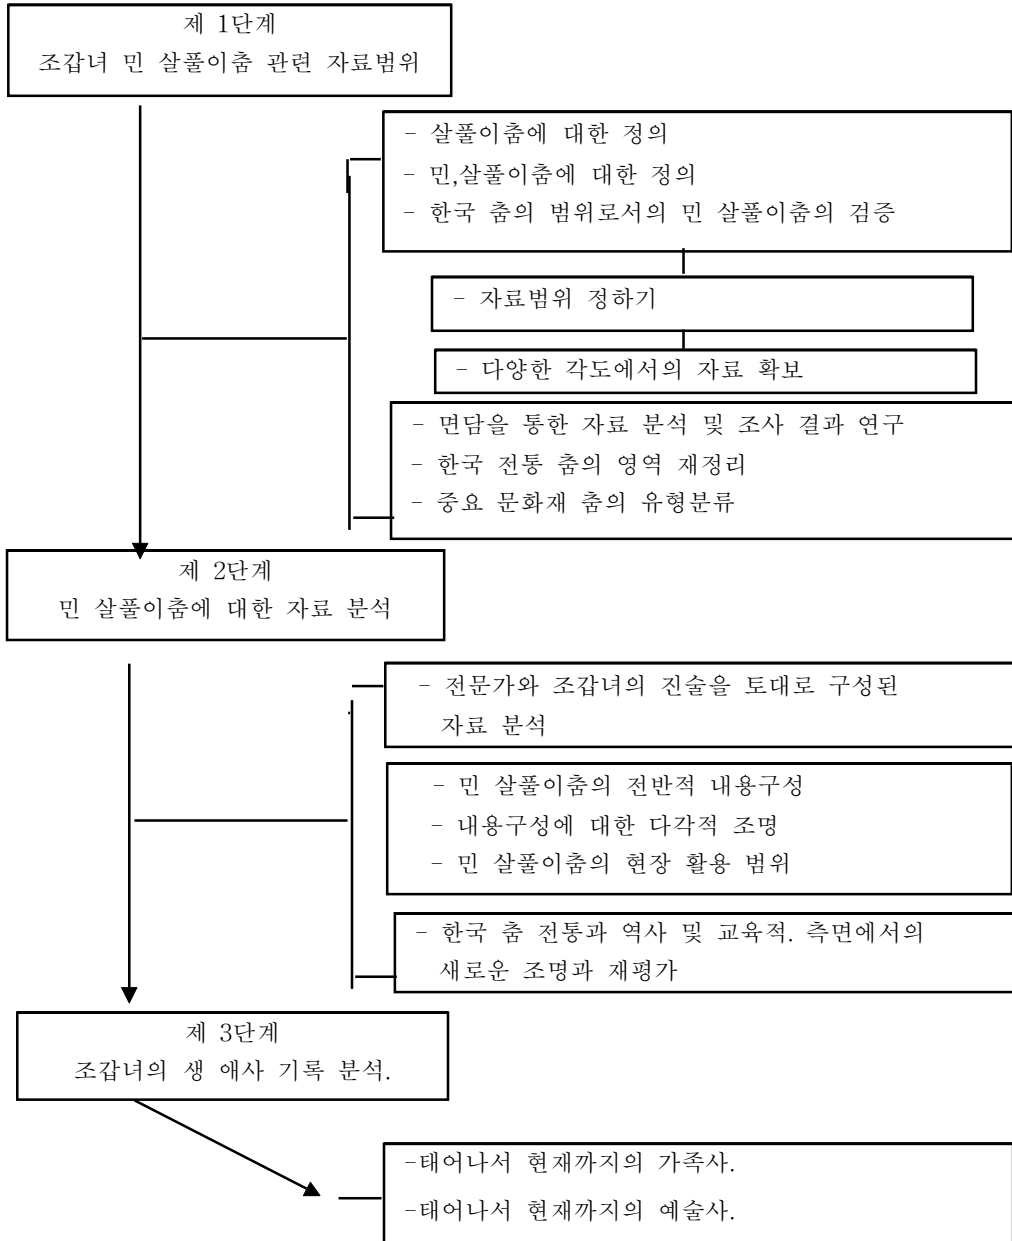 제 1단계
조갑녀 민 살풀이춤 관련 자료범위
- 살풀이춤에 대한 정의
- 민,살풀이춤에 대한 정의
- 한국 춤의 범위로서의 민 살풀이춤의 검증
- 자료범위 정하기
- 다양한 각도에서의 자료 확보
- 면담을 통한 자료 분석 및 조사 결과 연구
- 한국 전통 춤의 영역 재정리
- 중요 문화재 춤의 유형분류
제 2단계
민 살풀이춤에 대한 자료 분석
- 전문가와 조갑녀의 진술을 토대로 구성된
자료 분석
- 민 살풀이춤의 전반적 내용구성
- 내용구성에 대한 다각적 조명
- 민 살풀이춤의 현장 활용 범위
- 한국 춤 전통과 역사 및 교육적. 측면에서의
새로운 조명과 재평가
제 3단계
조갑녀의 생 애사 기록 분석.
-태어나서 현재까지의 가족사.
-태어나서 현재까지의 예술사.